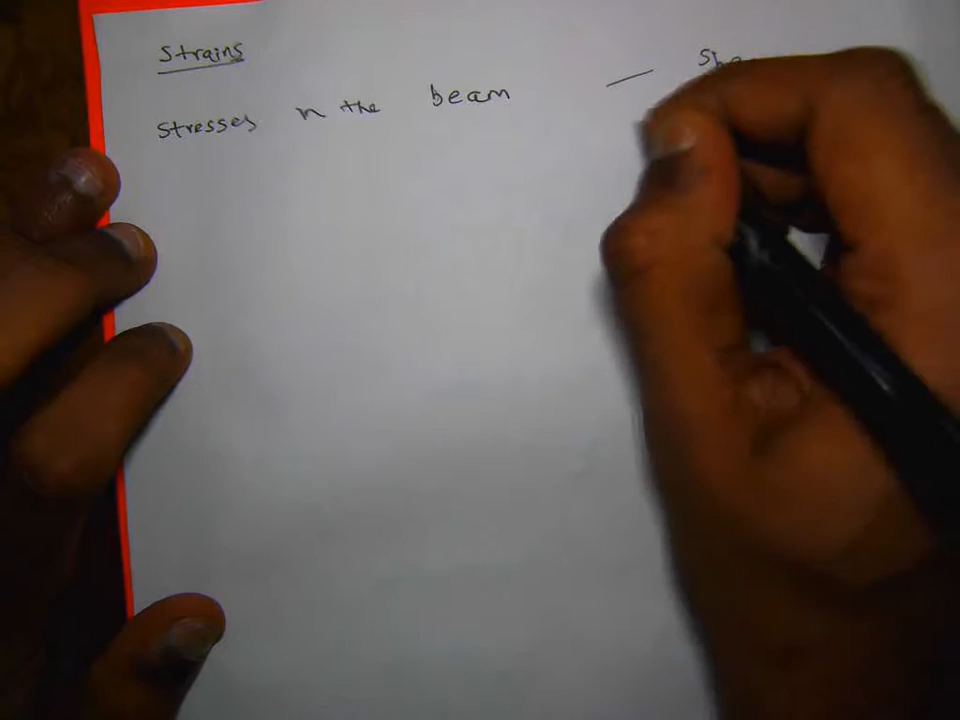 Strains
Stresses n the beam —